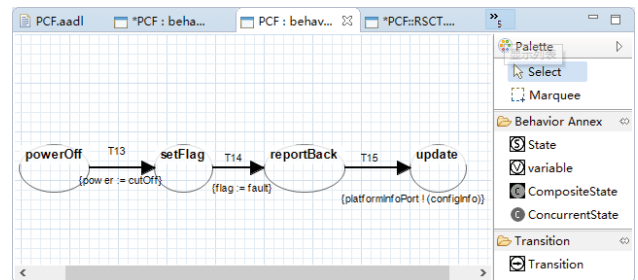 PCF.aadl
*PCF : beha...
PCF : behav...
*PCF::RSCT....
»5
Palette
Select
Marquee
Behavior Annex
State
variable
CompositeState
ConcurrentState
Transition
Transition
powerOff
T13
setFlag
T14
reportBack
T15
update
{power := cutOff}
{flag := fault}
{platformInfoPort ! (configInfo)}